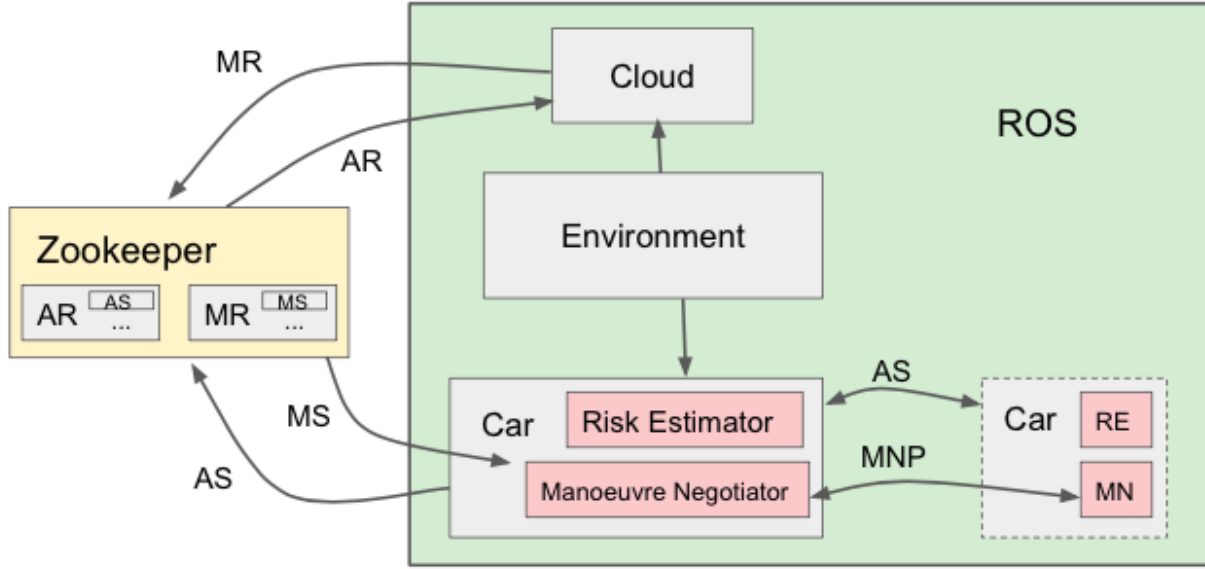 MR
Cloud
ROS
AR
Environment
Zookeeper
AR
AS
...
MR
MS
...
MS
AS
Car
Risk Estimator
Manoeuvre Negotiator
AS
MNP
Car
RE
MN